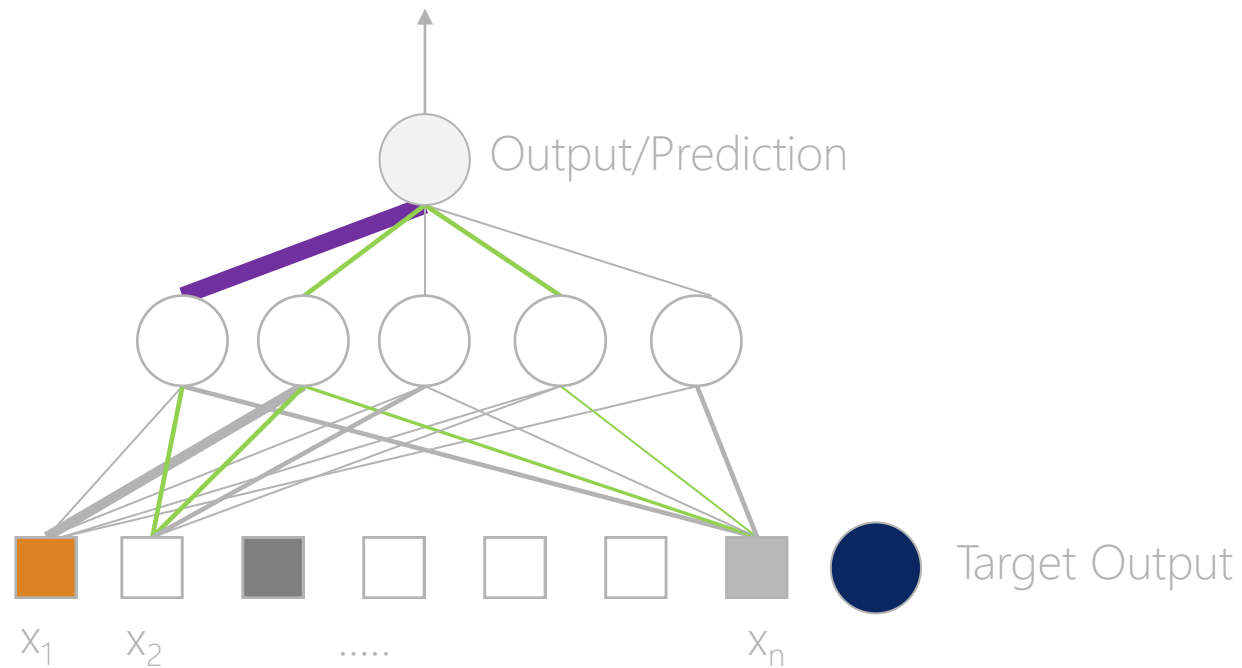 Output/Prediction
Target Output
X₁ X₂ ..... Xₙ